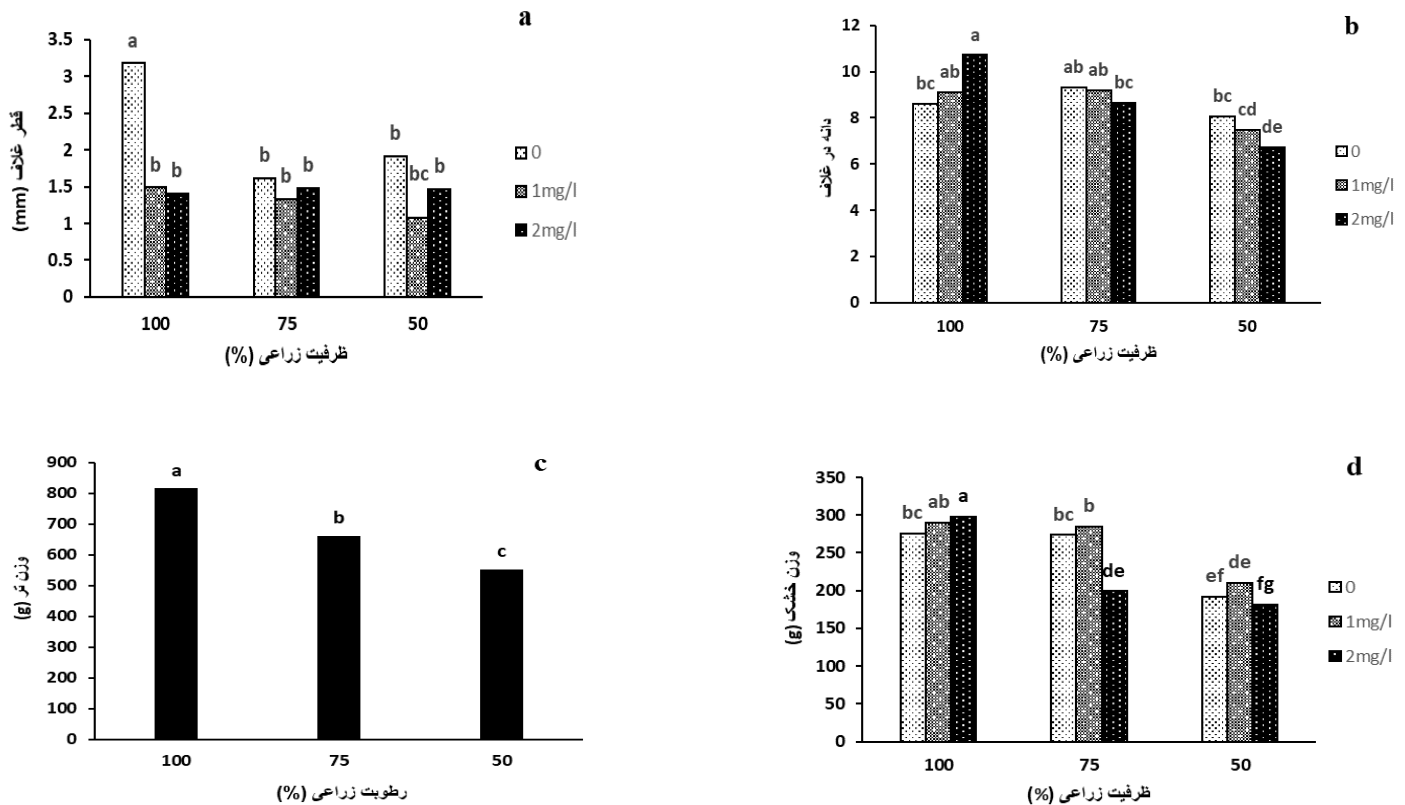 a
قطر غلاف (mm)
3.5
3
2.5
2
1.5
1
0.5
0
a
b
b
b
b
b
b
bc
b
100
75
50
ظرفیت زراعی (%)
0
1mg/l
2mg/l
b
دانه در غلاف
12
10
8
6
4
2
0
bc
ab
a
ab
ab
bc
bc
cd
de
100
75
50
ظرفیت زراعی (%)
0
1mg/l
2mg/l
c
وزن تر (g)
900
800
700
600
500
400
300
200
100
0
a
b
c
100
75
50
رطوبت زراعی (%)
d
وزن خشک (g)
350
300
250
200
150
100
50
0
bc
ab
a
bc
b
de
ef
de
fg
100
75
50
ظرفیت زراعی (%)
0
1mg/l
2mg/l